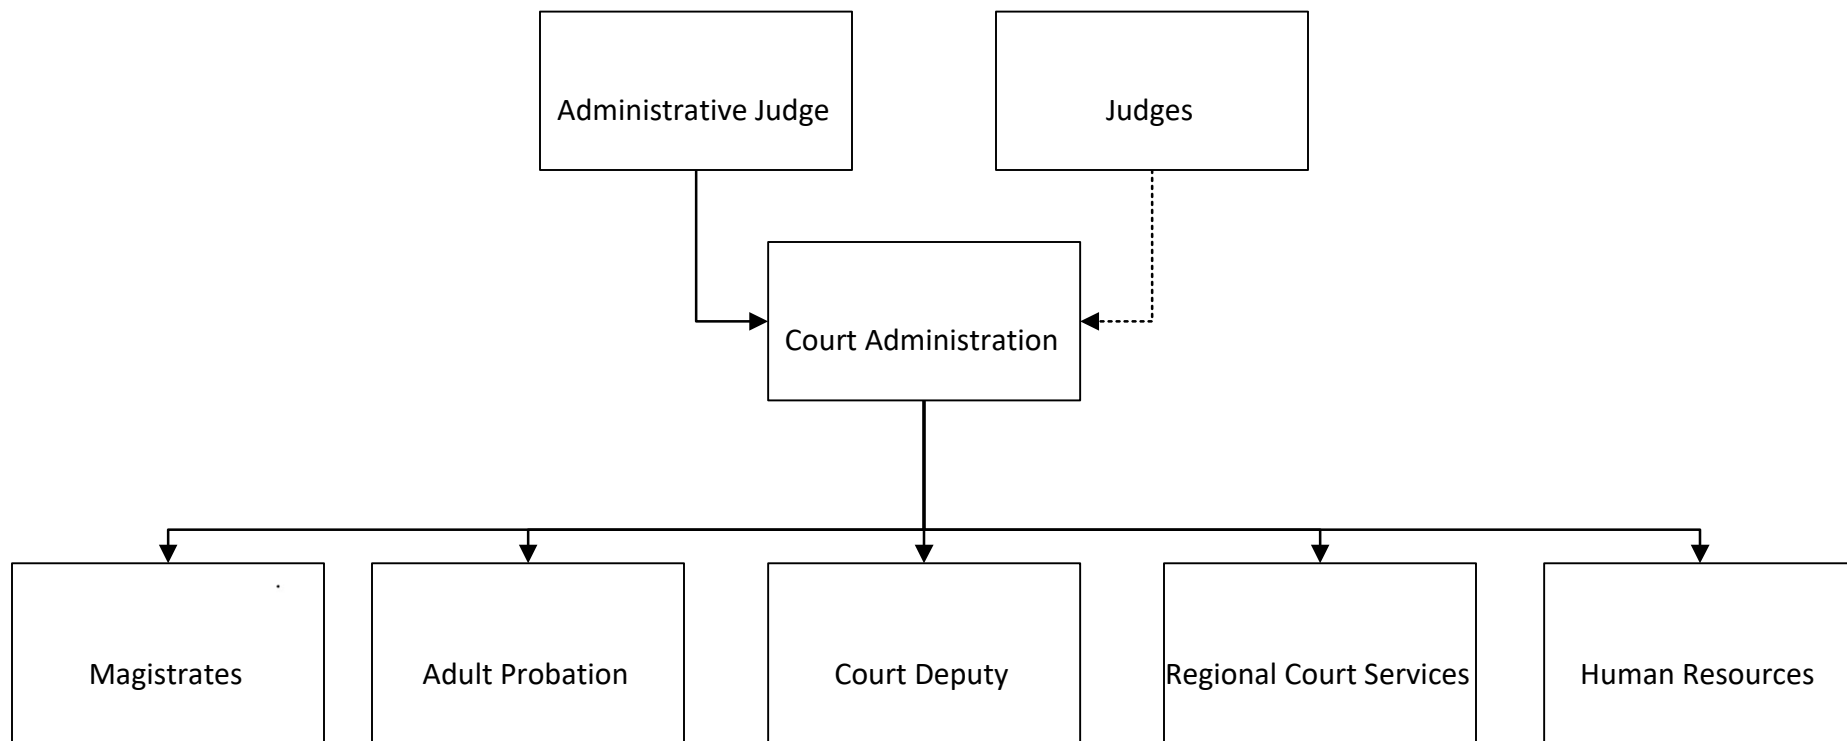 Administrative Judge
Judges
Court Administration
Magistrates
Adult Probation
Court Deputy
Regional Court Services
Human Resources